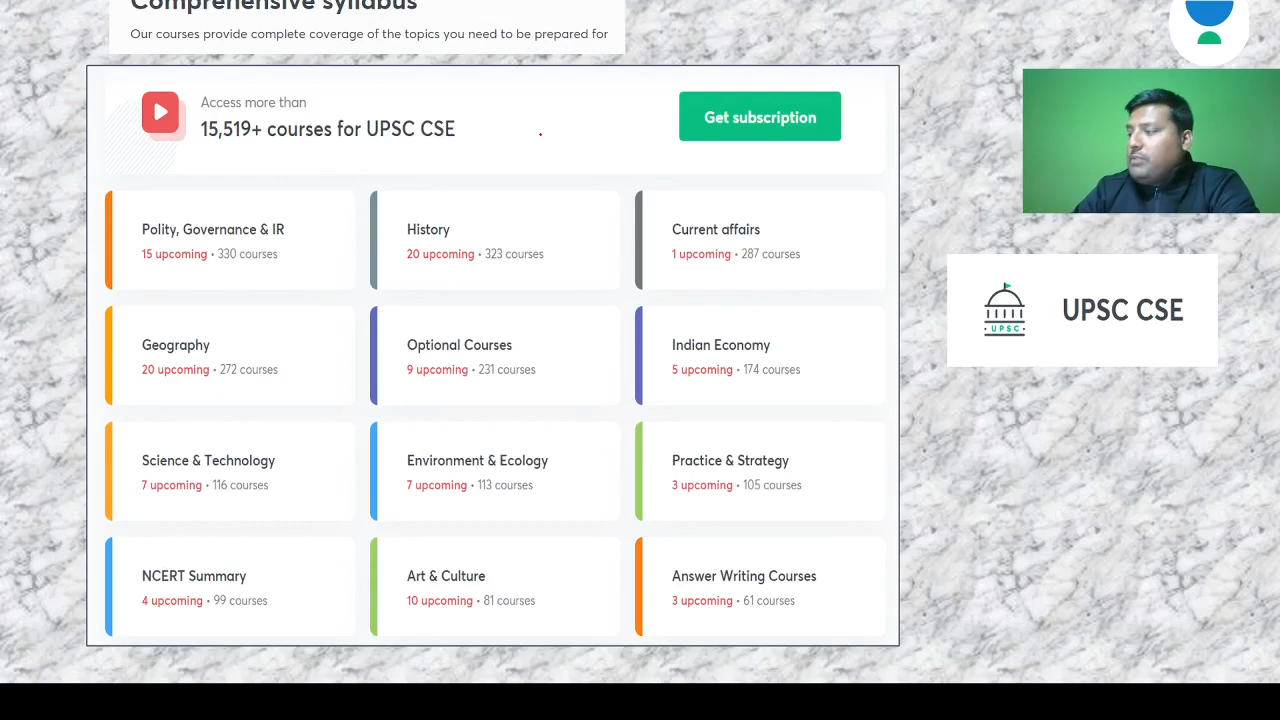 Comprehensive syllabus
Our courses provide complete coverage of the topics you need to be prepared for
Access more than
15,519+ courses for UPSC CSE
Get subscription
Polity, Governance & IR
15 upcoming • 330 courses
History
20 upcoming • 323 courses
Current affairs
1 upcoming • 287 courses
Geography
20 upcoming • 272 courses
Optional Courses
9 upcoming • 231 courses
Indian Economy
5 upcoming • 174 courses
Science & Technology
7 upcoming • 116 courses
Environment & Ecology
7 upcoming • 113 courses
Practice & Strategy
3 upcoming • 105 courses
NCERT Summary
4 upcoming • 99 courses
Art & Culture
10 upcoming • 81 courses
Answer Writing Courses
3 upcoming • 61 courses
UPSC
UPSC CSE